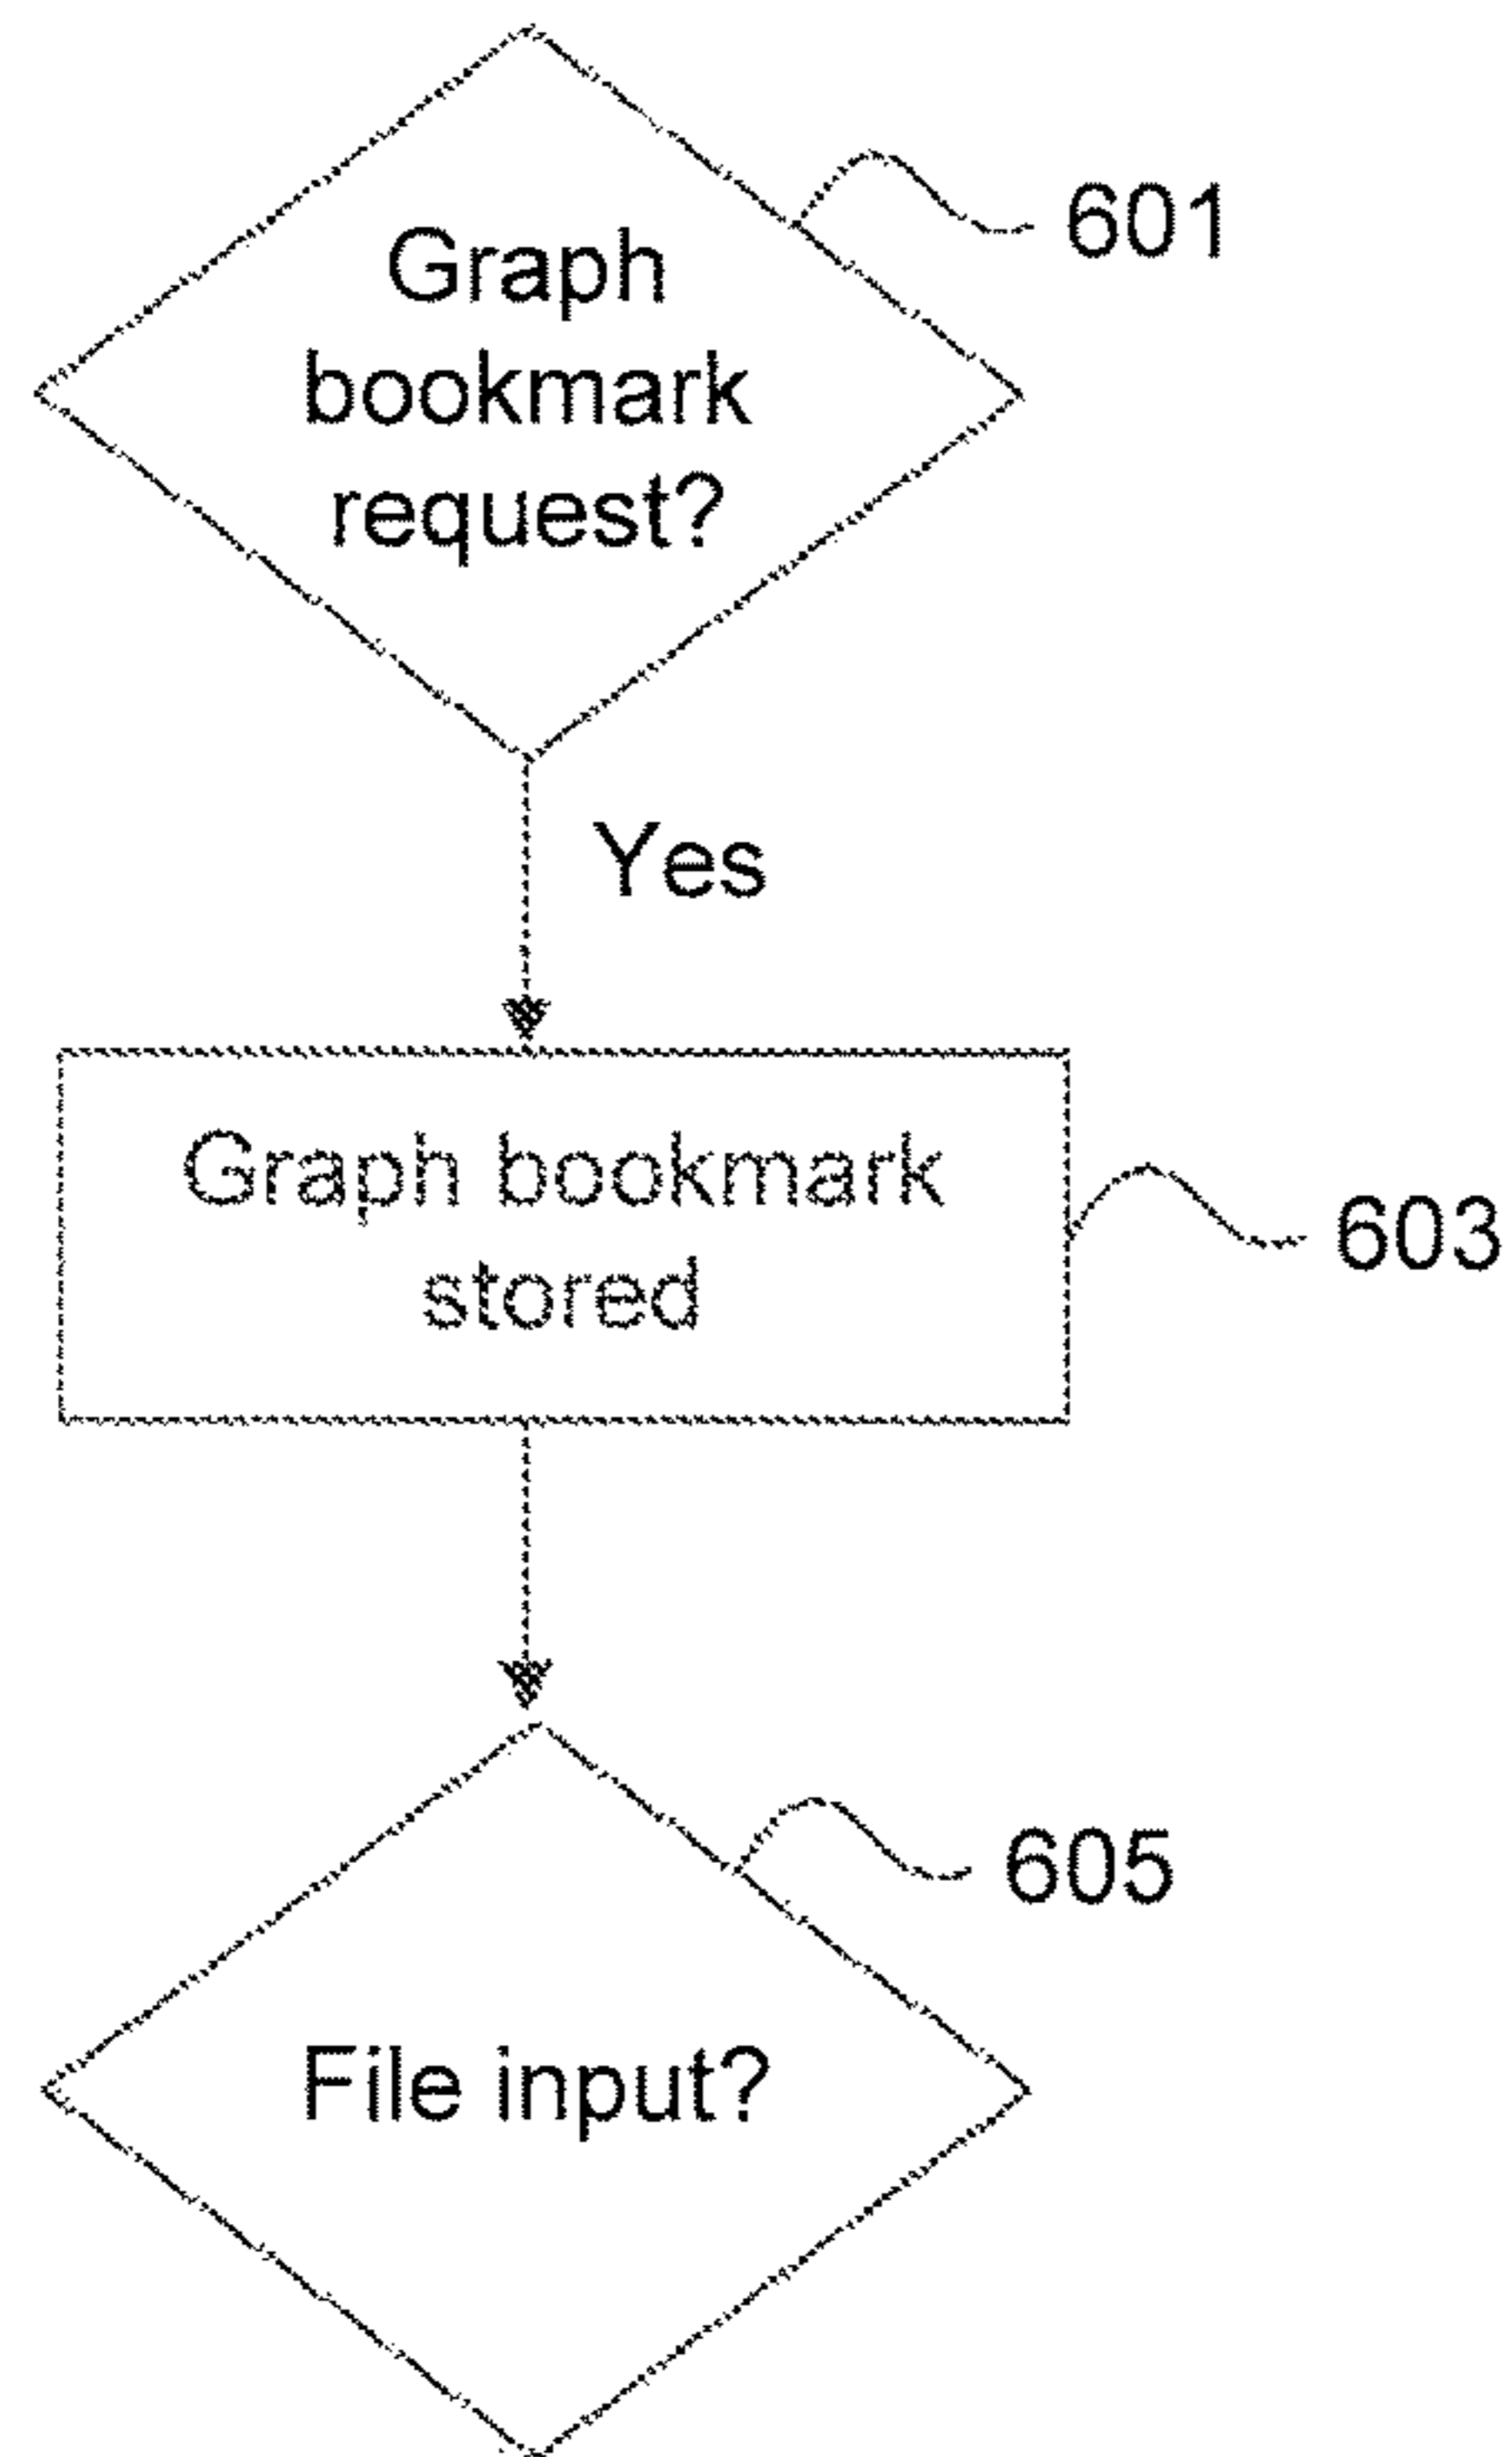 Graph
bookmark
request?
601
Yes
Graph bookmark
stored
603
605
File input?